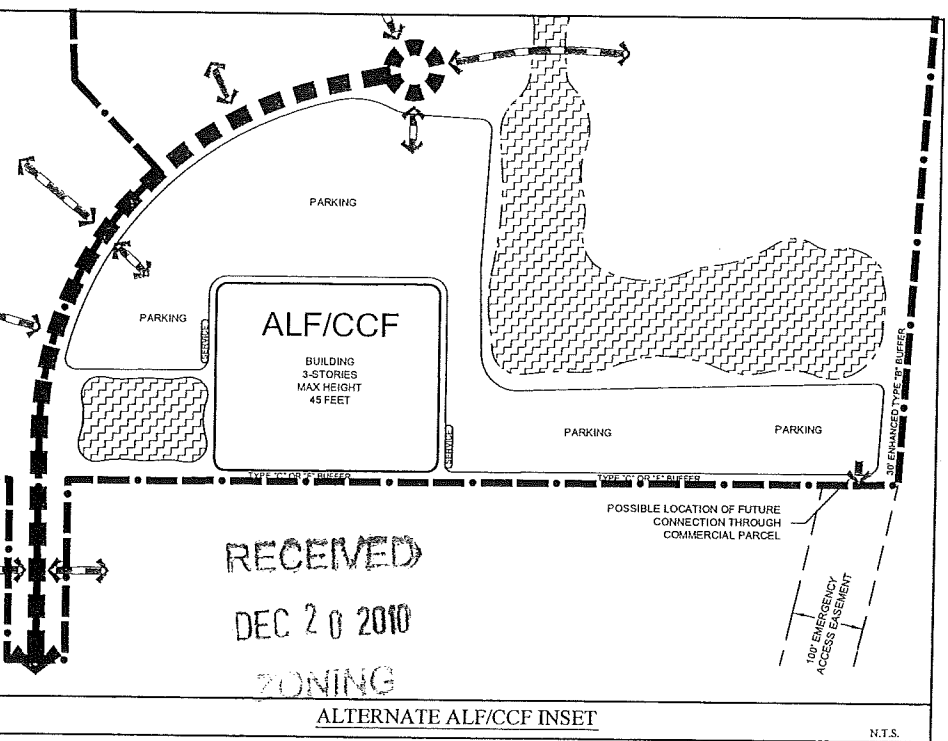 PARKING
PARKING
SERVICE
ALF/CCF
BUILDING
3-STORIES
MAX HEIGHT
45 FEET
SERVICE
PARKING
PARKING
30' ENHANCED TYPE "B" BUFFER
TYPE "C" OR "F" BUFFER
TYPE "C" OR "F" BUFFER
POSSIBLE LOCATION OF FUTURE
CONNECTION THROUGH
COMMERCIAL PARCEL
100' EMERGENCY
ACCESS EASEMENT
RECEIVED
DEC 20 2010
ZONING
ALTERNATE ALF/CCF INSET
N.T.S.